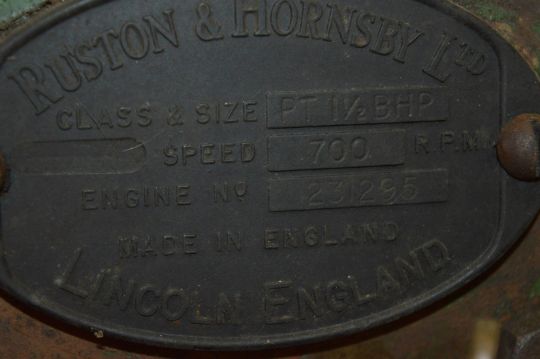 RUSTON & HORNSBY LTD
CLASS & SIZE PT 1½ BHP
SPEED 700 R.P.M
ENGINE NO 231295
MADE IN ENGLAND
LINCOLN ENGLAND